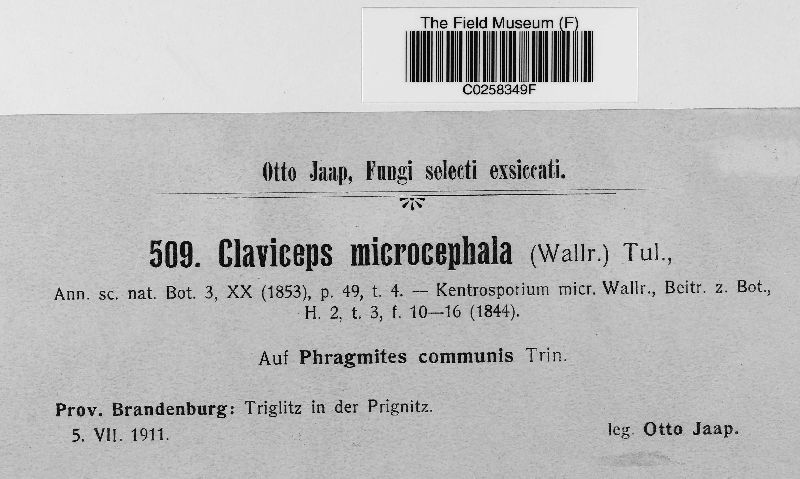 The Field Museum (F)
C0258349F
Otto Jaap, Fungi selecti exsiccati.
509. Claviceps microcephala (Wallr.) Tul.,
Ann. sc. nat. Bot. 3, XX (1853), p. 49, t. 4. — Kentrosporium micr. Wallr., Beitr. z. Bot.,
H. 2, t. 3, f. 10—16 (1844).
Auf Phragmites communis Trin.
Prov. Brandenburg: Triglitz in der Prignitz.
5. VII. 1911.
leg. Otto Jaap.